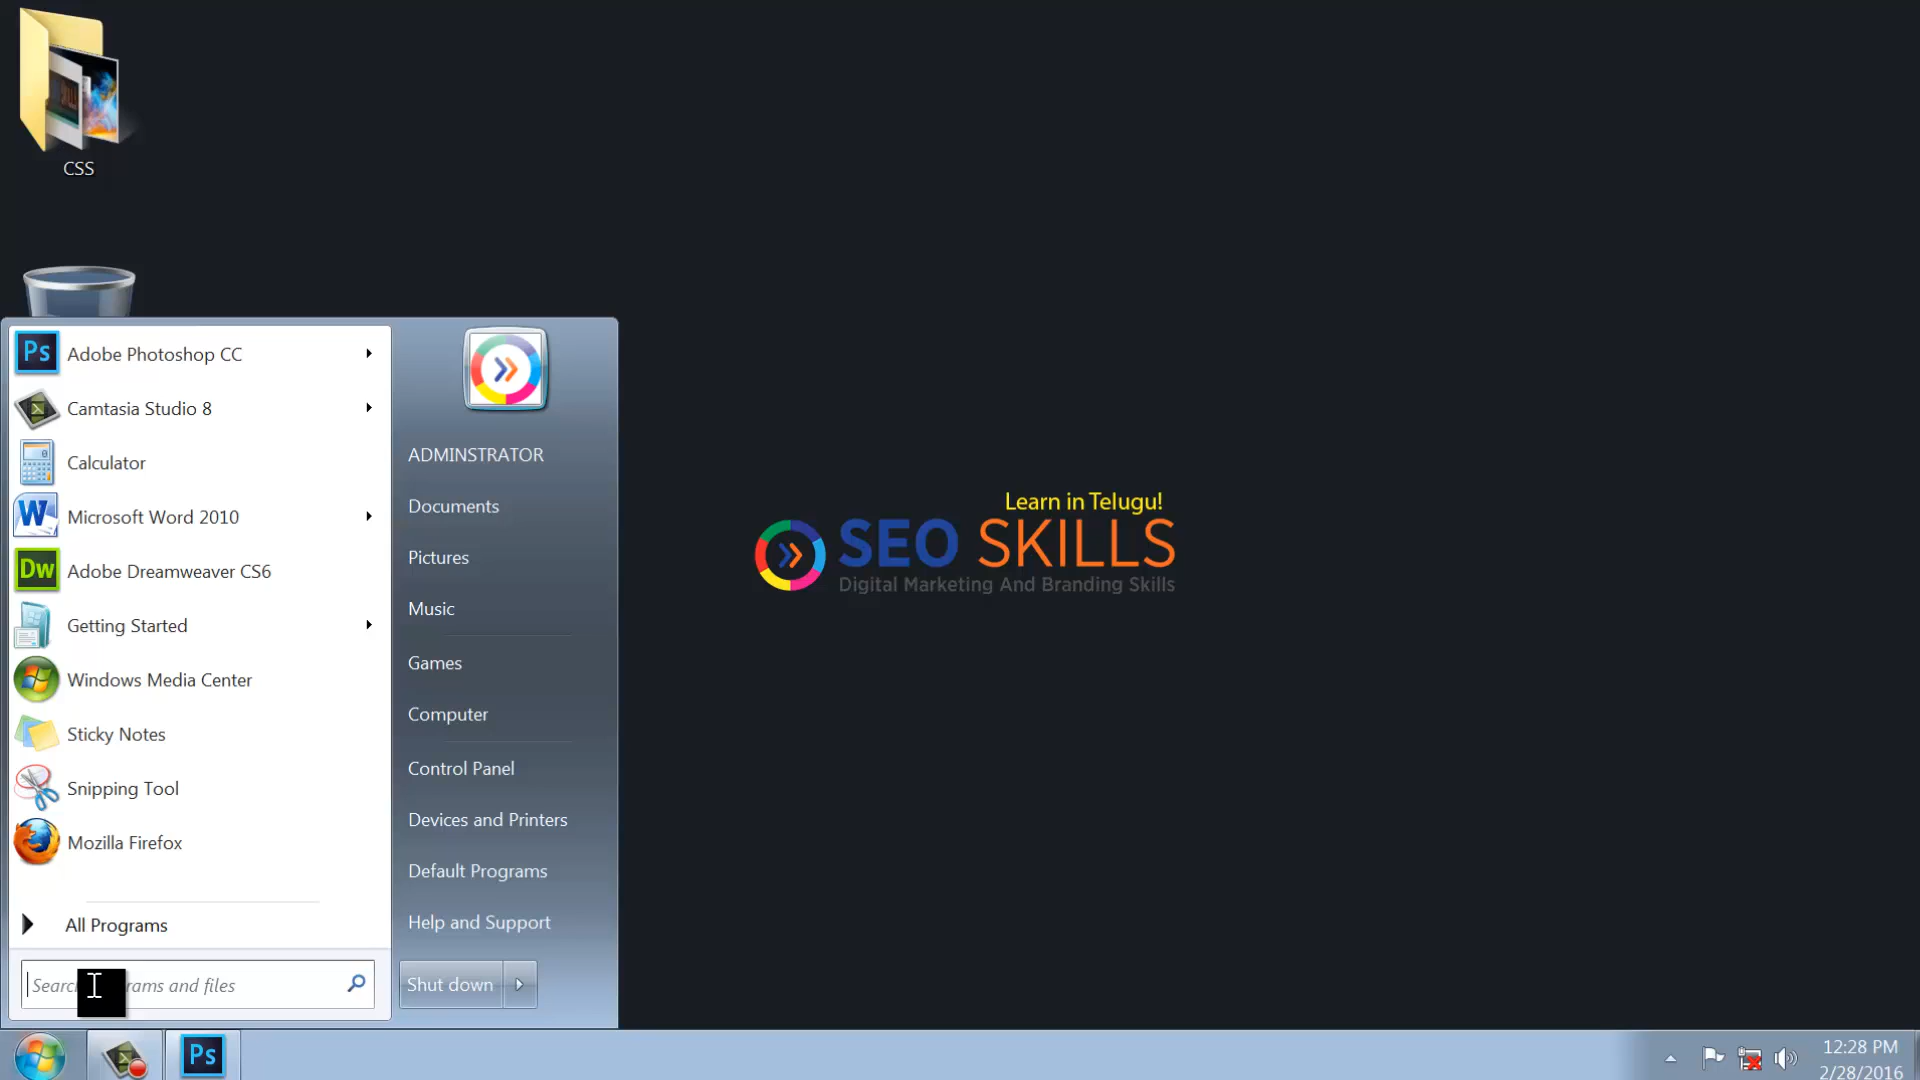 CSS
Ps
Adobe Photoshop CC
Camtasia Studio 8
Calculator
W
Microsoft Word 2010
Dw
Adobe Dreamweaver CS6
Getting Started
Windows Media Center
Sticky Notes
Snipping Tool
Mozilla Firefox
All Programs
and files
ADMINSTRATOR
Documents
Pictures
Music
Games
Computer
Control Panel
Devices and Printers
Default Programs
Help and Support
Shut down
Learn in Telugu!
SEO SKILLS
Digital Marketing And Branding Skills
Ps
12:28 PM
2/28/2016